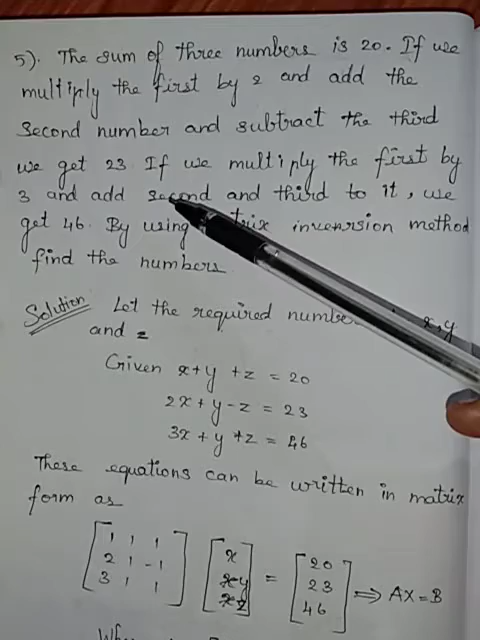 5). The sum of three numbers is 20. If we
multiply the first by 2 and add the
Second number and subtract the third
we get 23. If we multiply the first by
3 and add second and third to it, we
get 46. By using inversion method
find the numbers.
Solution Let the required x, y
and z
Given x+y+z = 20
2x+y-z = 23
3x+y+z = 46
These equations can be written in matrix
form as
[1 1 1; 2 1 -1; 3 1 1] [x; y; z] = [20; 23; 46] ⟹ AX=B